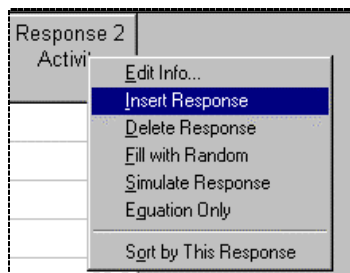 Response 2
Edit Info...
Insert Response
Delete Response
Fill with Random
Simulate Response
Equation Only
Sort by This Response